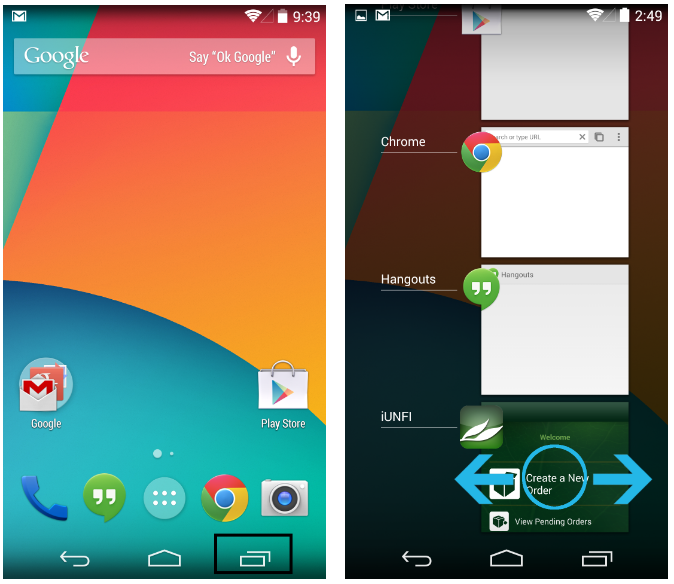 9:39
Google
Say "Ok Google"
Google
Play Store
2:49
Play Store
Chrome
search or type URL
Hangouts
Hangouts
iUNFI
Welcome
Create a New
Order
View Pending Orders